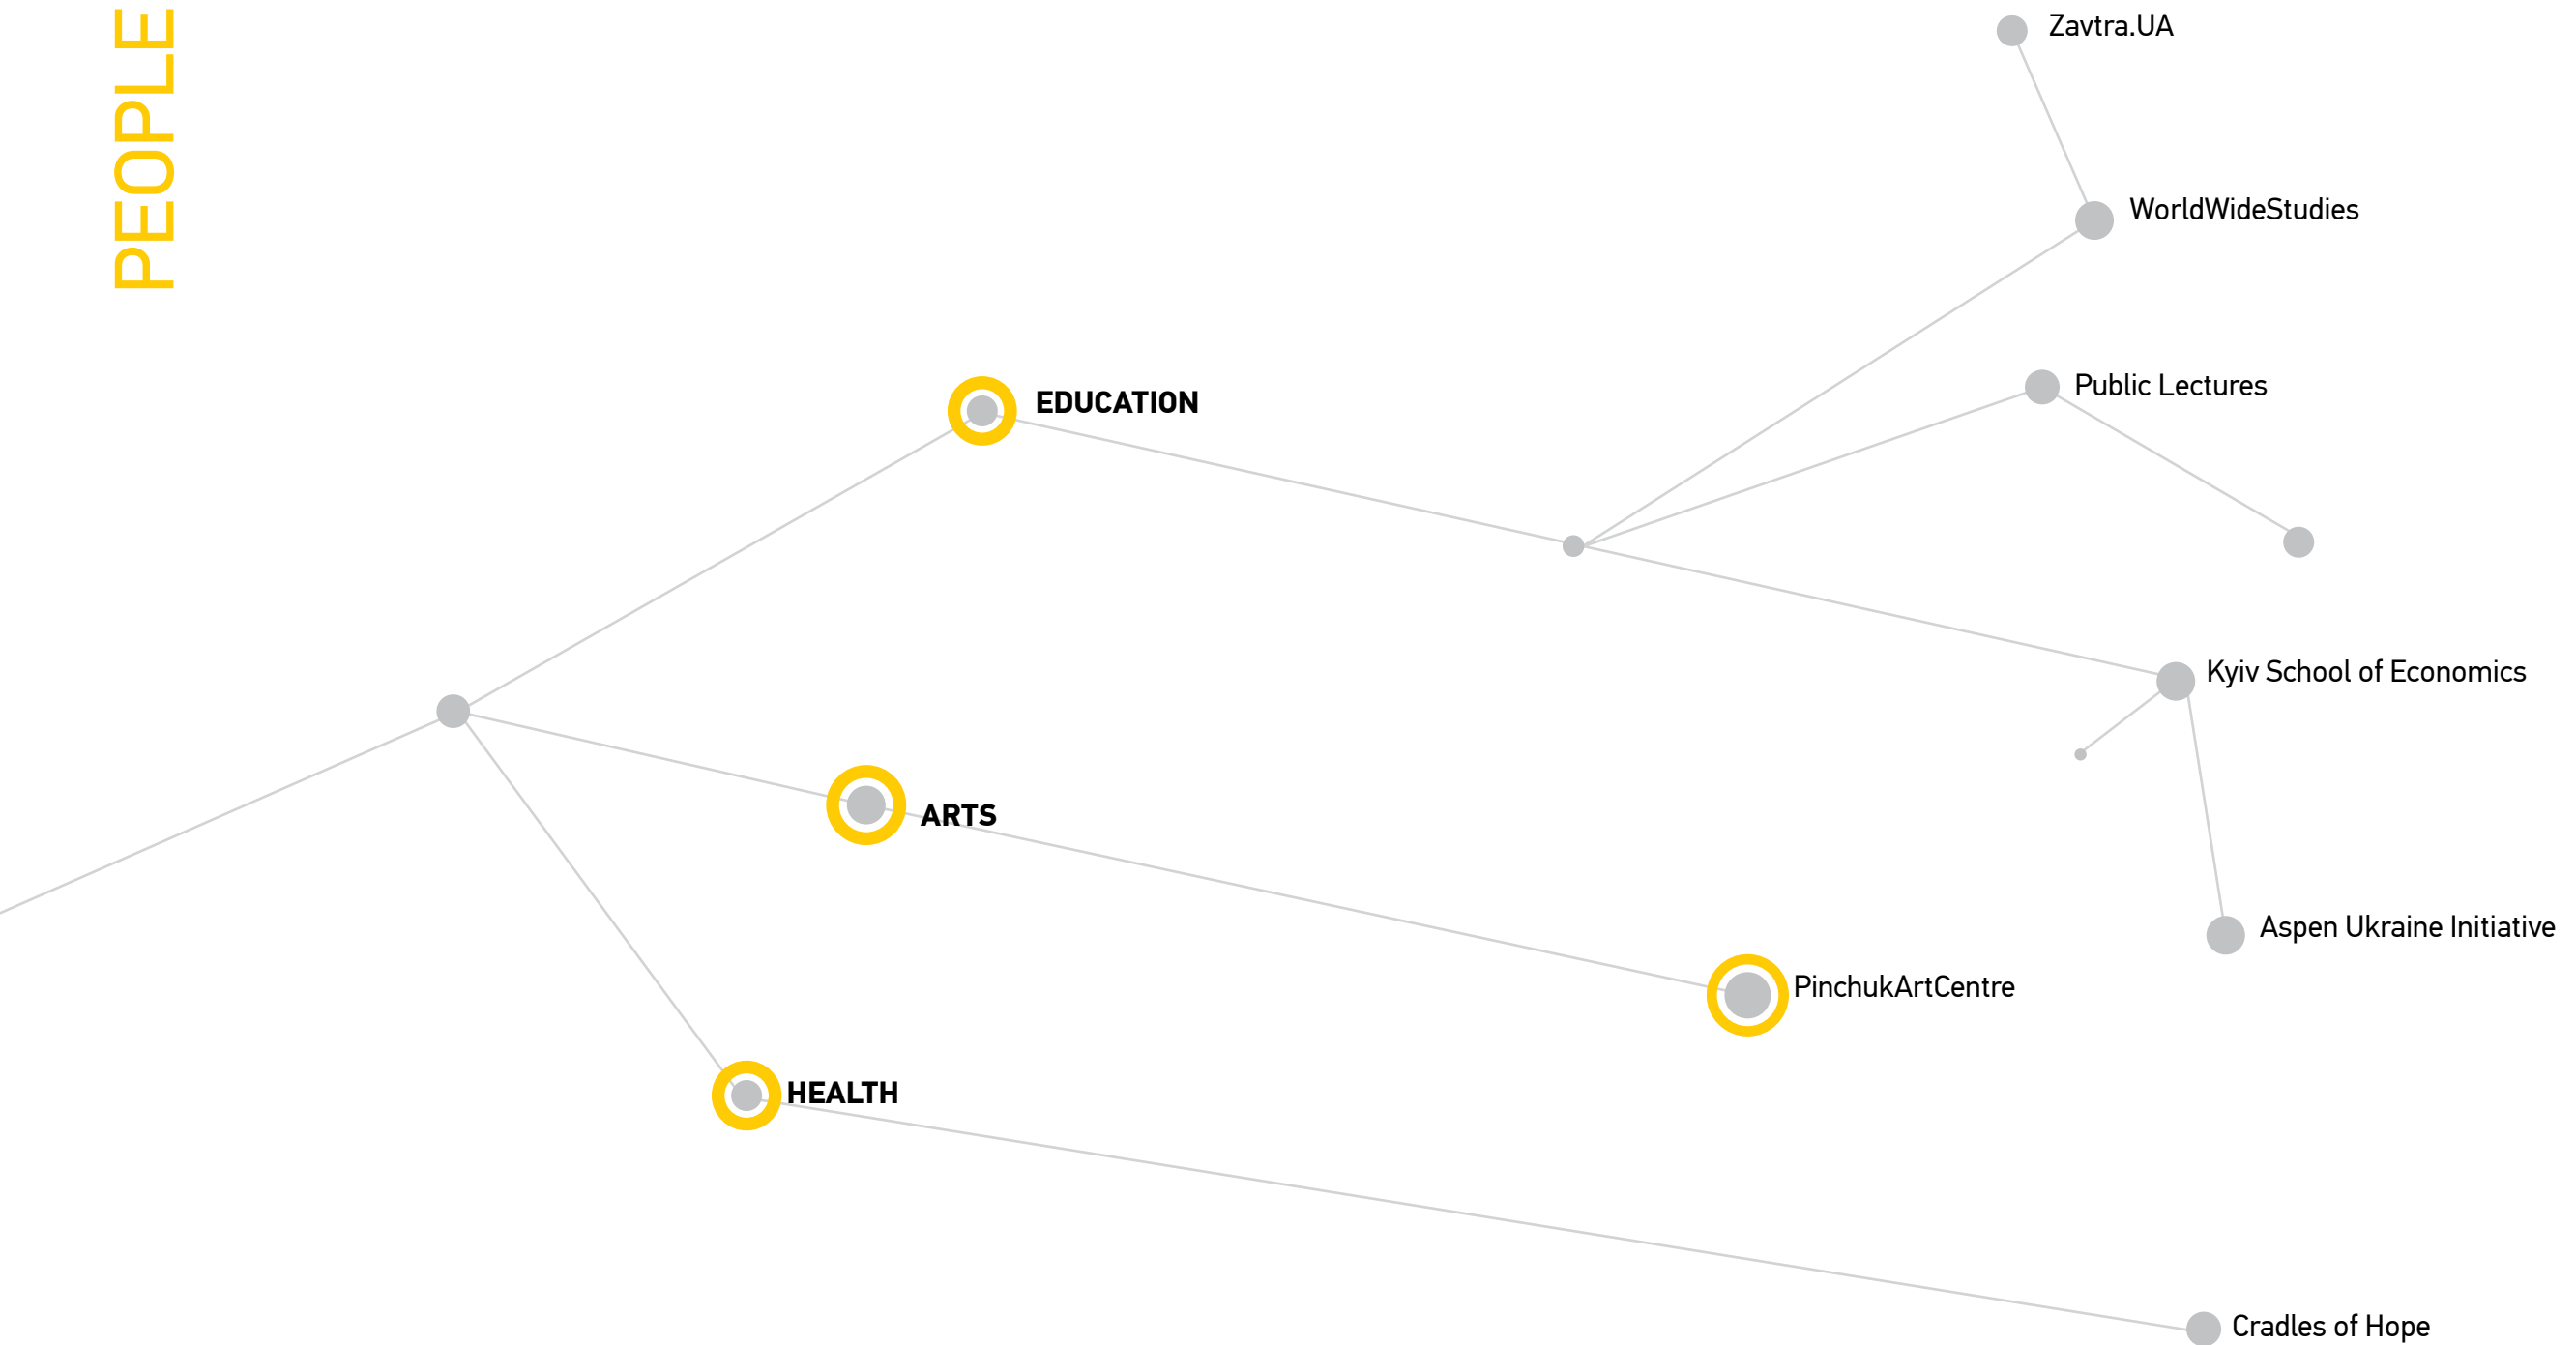 PEOPLE
Zavtra.UA
WorldWideStudies
Public Lectures
EDUCATION
Kyiv School of Economics
ARTS
Aspen Ukraine Initiative
PinchukArtCentre
HEALTH
Cradles of Hope